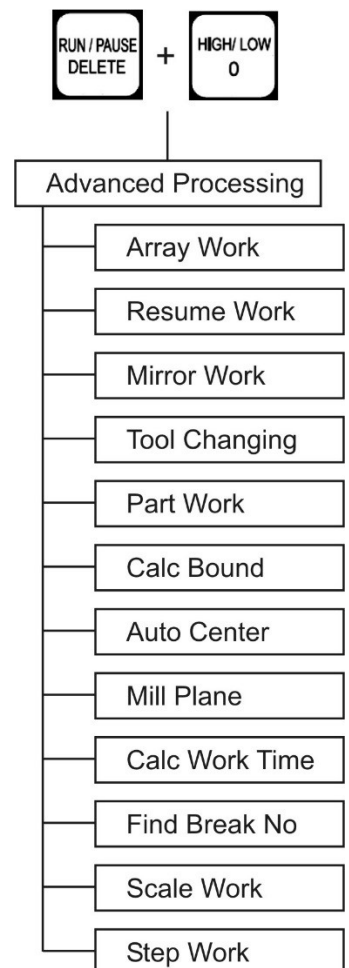 RUN / PAUSE
DELETE
+
HIGH/ LOW
0
Advanced Processing
Array Work
Resume Work
Mirror Work
Tool Changing
Part Work
Calc Bound
Auto Center
Mill Plane
Calc Work Time
Find Break No
Scale Work
Step Work